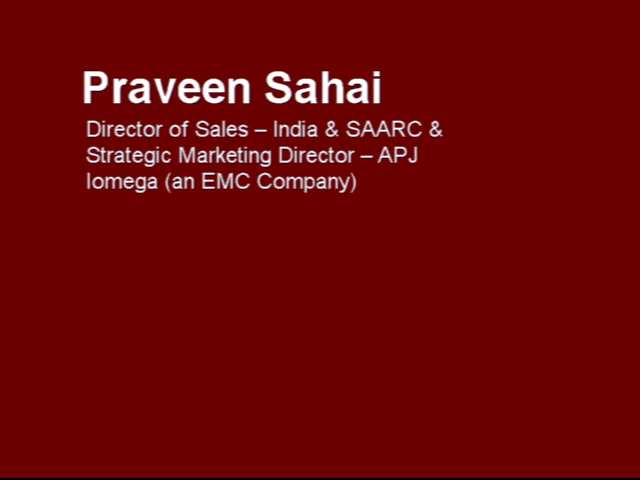 Praveen Sahai
Director of Sales – India & SAARC &
Strategic Marketing Director – APJ
Iomega (an EMC Company)